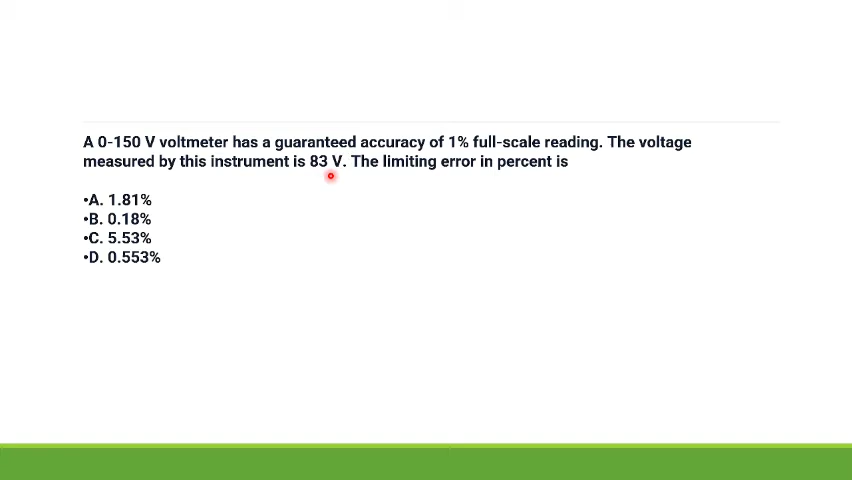 A 0-150 V voltmeter has a guaranteed accuracy of 1% full-scale reading. The voltage
measured by this instrument is 83 V. The limiting error in percent is
•A. 1.81%
•B. 0.18%
•C. 5.53%
•D. 0.553%